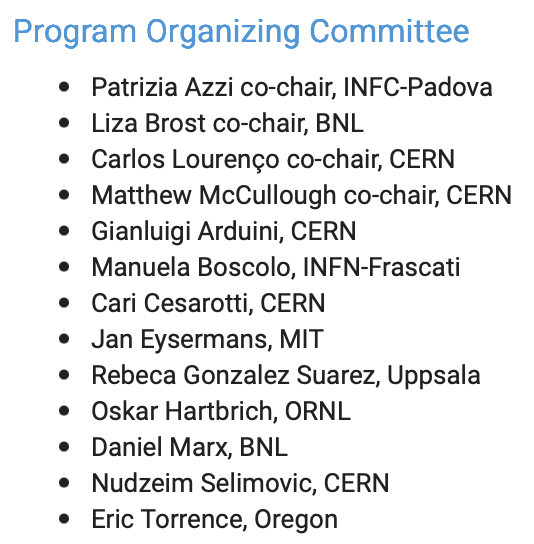 Program Organizing Committee
• Patrizia Azzi co-chair, INFC-Padova
• Liza Brost co-chair, BNL
• Carlos Lourenço co-chair, CERN
• Matthew McCullough co-chair, CERN
• Gianluigi Arduini, CERN
• Manuela Boscolo, INFN-Frascati
• Cari Cesarotti, CERN
• Jan Eysermans, MIT
• Rebeca Gonzalez Suarez, Uppsala
• Oskar Hartbrich, ORNL
• Daniel Marx, BNL
• Nudzeim Selimovic, CERN
• Eric Torrence, Oregon